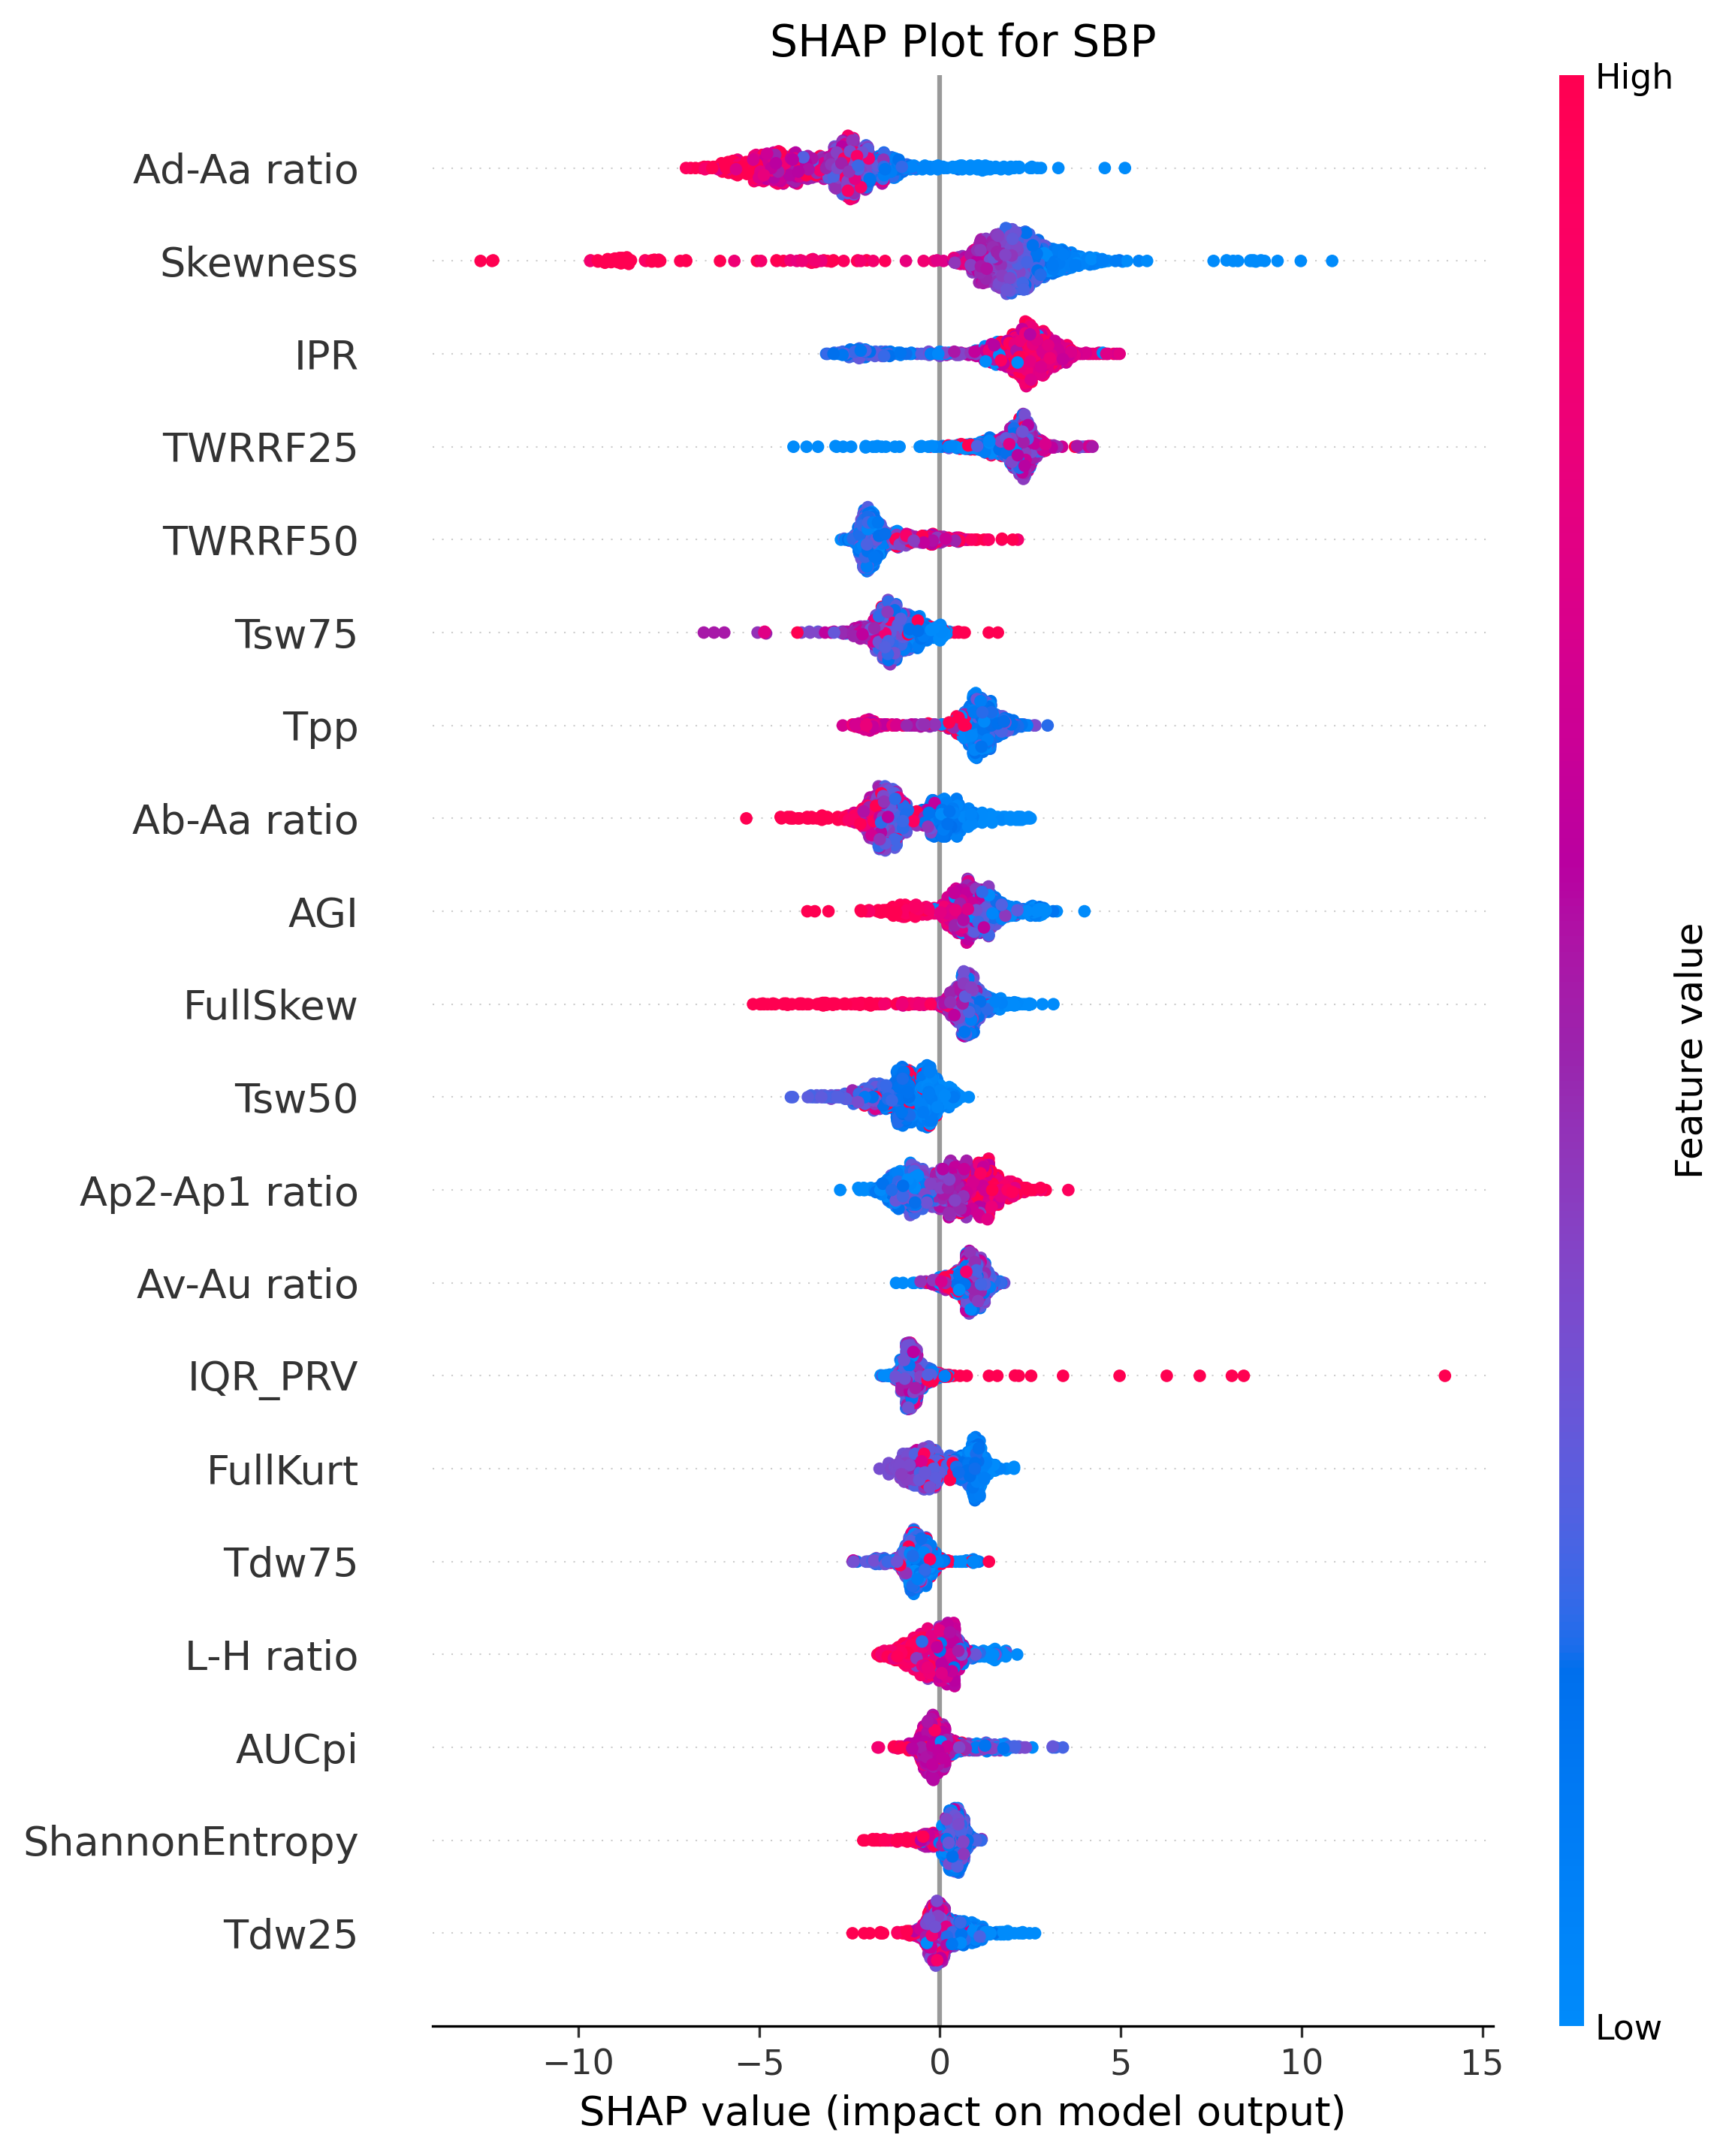 SHAP Plot for SBP
High
Ad-Aa ratio
Skewness
IPR
TWRRF25
TWRRF50
Tsw75
Tpp
Ab-Aa ratio
AGI
FullSkew
Tsw50
Ap2-Ap1 ratio
Av-Au ratio
IQR_PRV
FullKurt
Tdw75
L-H ratio
AUCpi
ShannonEntropy
Tdw25
Feature value
Low
−10 −5 0 5 10 15
SHAP value (impact on model output)